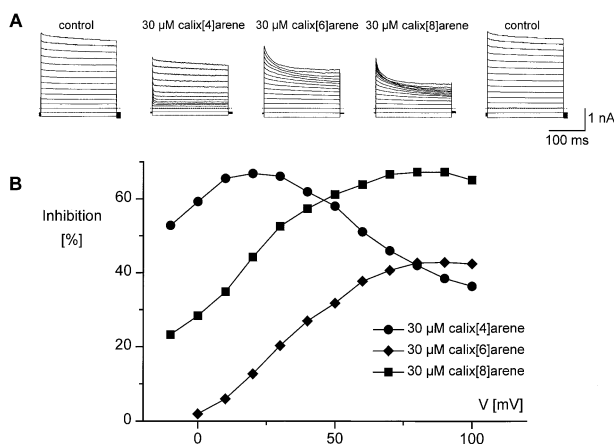 A
control
30 µM calix[4]arene
30 µM calix[6]arene
30 µM calix[8]arene
control
1 nA
100 ms
B
Inhibition
[%]
60
40
20
0
30 µM calix[4]arene
30 µM calix[6]arene
30 µM calix[8]arene
V [mV]
0
50
100